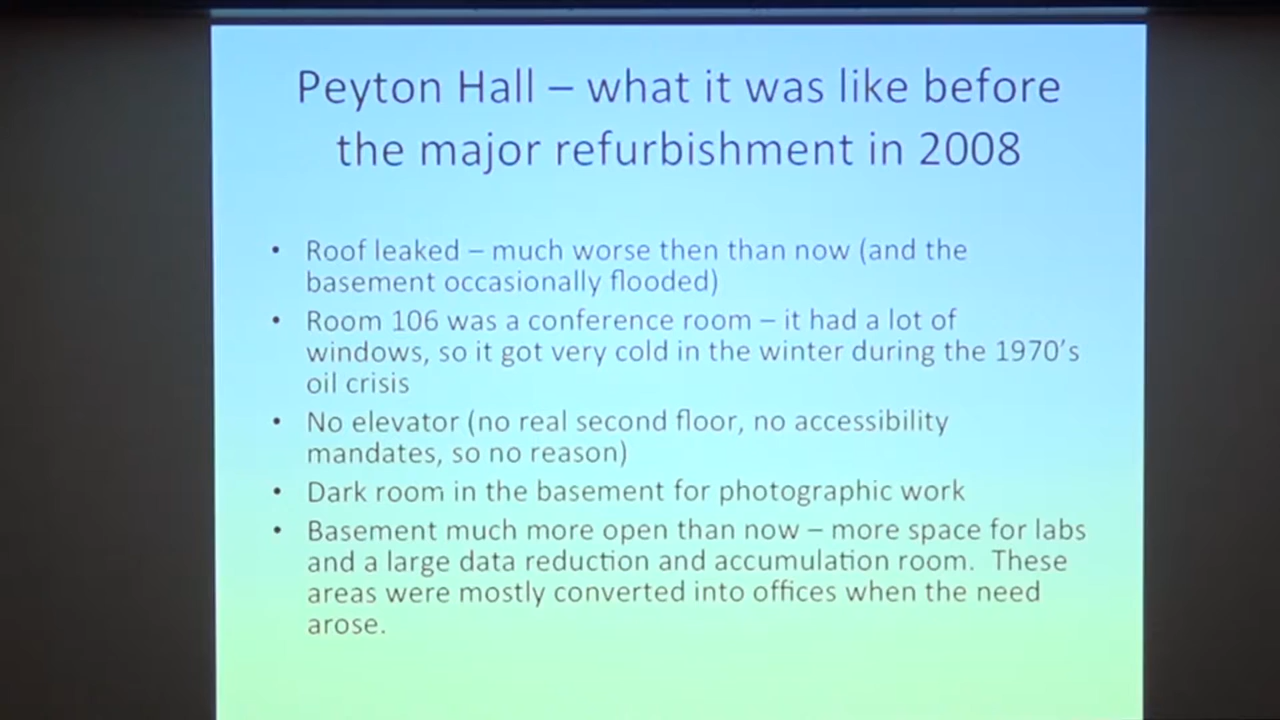 Peyton Hall – what it was like before
the major refurbishment in 2008
• Roof leaked – much worse then than now (and the
basement occasionally flooded)
• Room 106 was a conference room – it had a lot of
windows, so it got very cold in the winter during the 1970's
oil crisis
• No elevator (no real second floor, no accessibility
mandates, so no reason)
• Dark room in the basement for photographic work
• Basement much more open than now – more space for labs
and a large data reduction and accumulation room.  These
areas were mostly converted into offices when the need
arose.